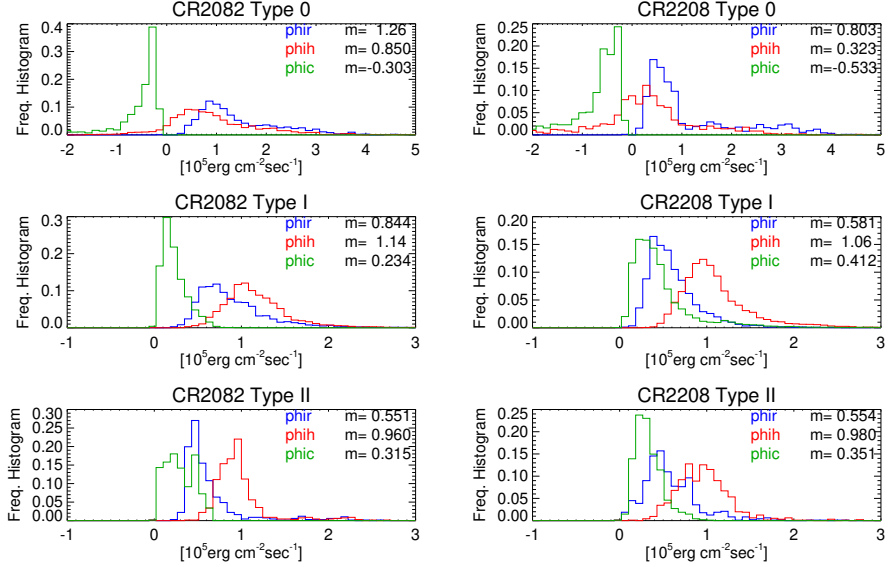 CR2082 Type 0
Freq. Histogram
0.4
0.3
0.2
0.1
0.0
phir m= 1.26
phih m= 0.850
phic m=-0.303
-2 -1 0 1 2 3 4 5
[10⁵erg cm⁻²sec⁻¹]
CR2208 Type 0
Freq. Histogram
0.25
0.20
0.15
0.10
0.05
0.00
phir m= 0.803
phih m= 0.323
phic m=-0.533
-2 -1 0 1 2 3 4 5
[10⁵erg cm⁻²sec⁻¹]
CR2082 Type I
Freq. Histogram
0.3
0.2
0.1
0.0
phir m= 0.844
phih m= 1.14
phic m= 0.234
-1 0 1 2 3
[10⁵erg cm⁻²sec⁻¹]
CR2208 Type I
Freq. Histogram
0.20
0.15
0.10
0.05
0.00
phir m= 0.581
phih m= 1.06
phic m= 0.412
-1 0 1 2 3
[10⁵erg cm⁻²sec⁻¹]
CR2082 Type II
Freq. Histogram
0.30
0.25
0.20
0.15
0.10
0.05
0.00
phir m= 0.551
phih m= 0.960
phic m= 0.315
-1 0 1 2 3
[10⁵erg cm⁻²sec⁻¹]
CR2208 Type II
Freq. Histogram
0.25
0.20
0.15
0.10
0.05
0.00
phir m= 0.554
phih m= 0.980
phic m= 0.351
-1 0 1 2 3
[10⁵erg cm⁻²sec⁻¹]